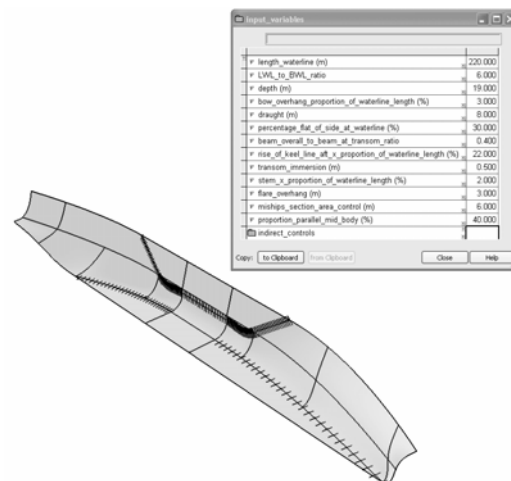 input_variables
length_waterline (m) 220.000
LWL_to_BWL_ratio 6.000
depth (m) 19.000
bow_overhang_proportion_of_waterline_length (%) 3.000
draught (m) 8.000
percentage_flat_of_side_at_waterline (%) 30.000
beam_overall_to_beam_at_transom_ratio 0.400
rise_of_keel_line_aft_x_proportion_of_waterline_length (%) 22.000
transom_immersion (m) 0.500
stem_x_proportion_of_waterline_length (%) 2.000
flare_overhang (m) 3.000
miships_section_area_control (m) 6.000
proportion_parallel_mid_body (%) 40.000
indirect_controls
Copy: to Clipboard from Clipboard Close Help